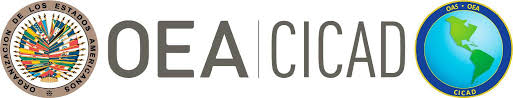 ORGANIZACIÓN DE LOS ESTADOS AMERICANOS
OEA | CICAD
OAS - OEA
CICAD